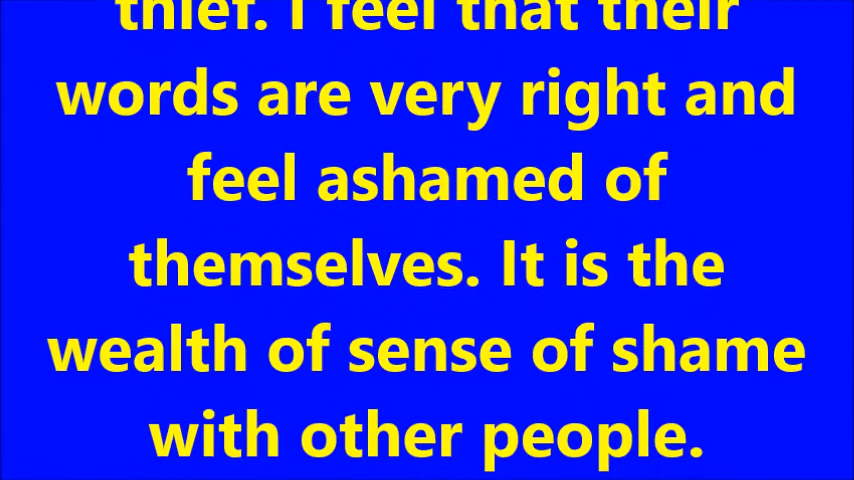 thief. I feel that their
words are very right and
feel ashamed of
themselves. It is the
wealth of sense of shame
with other people.